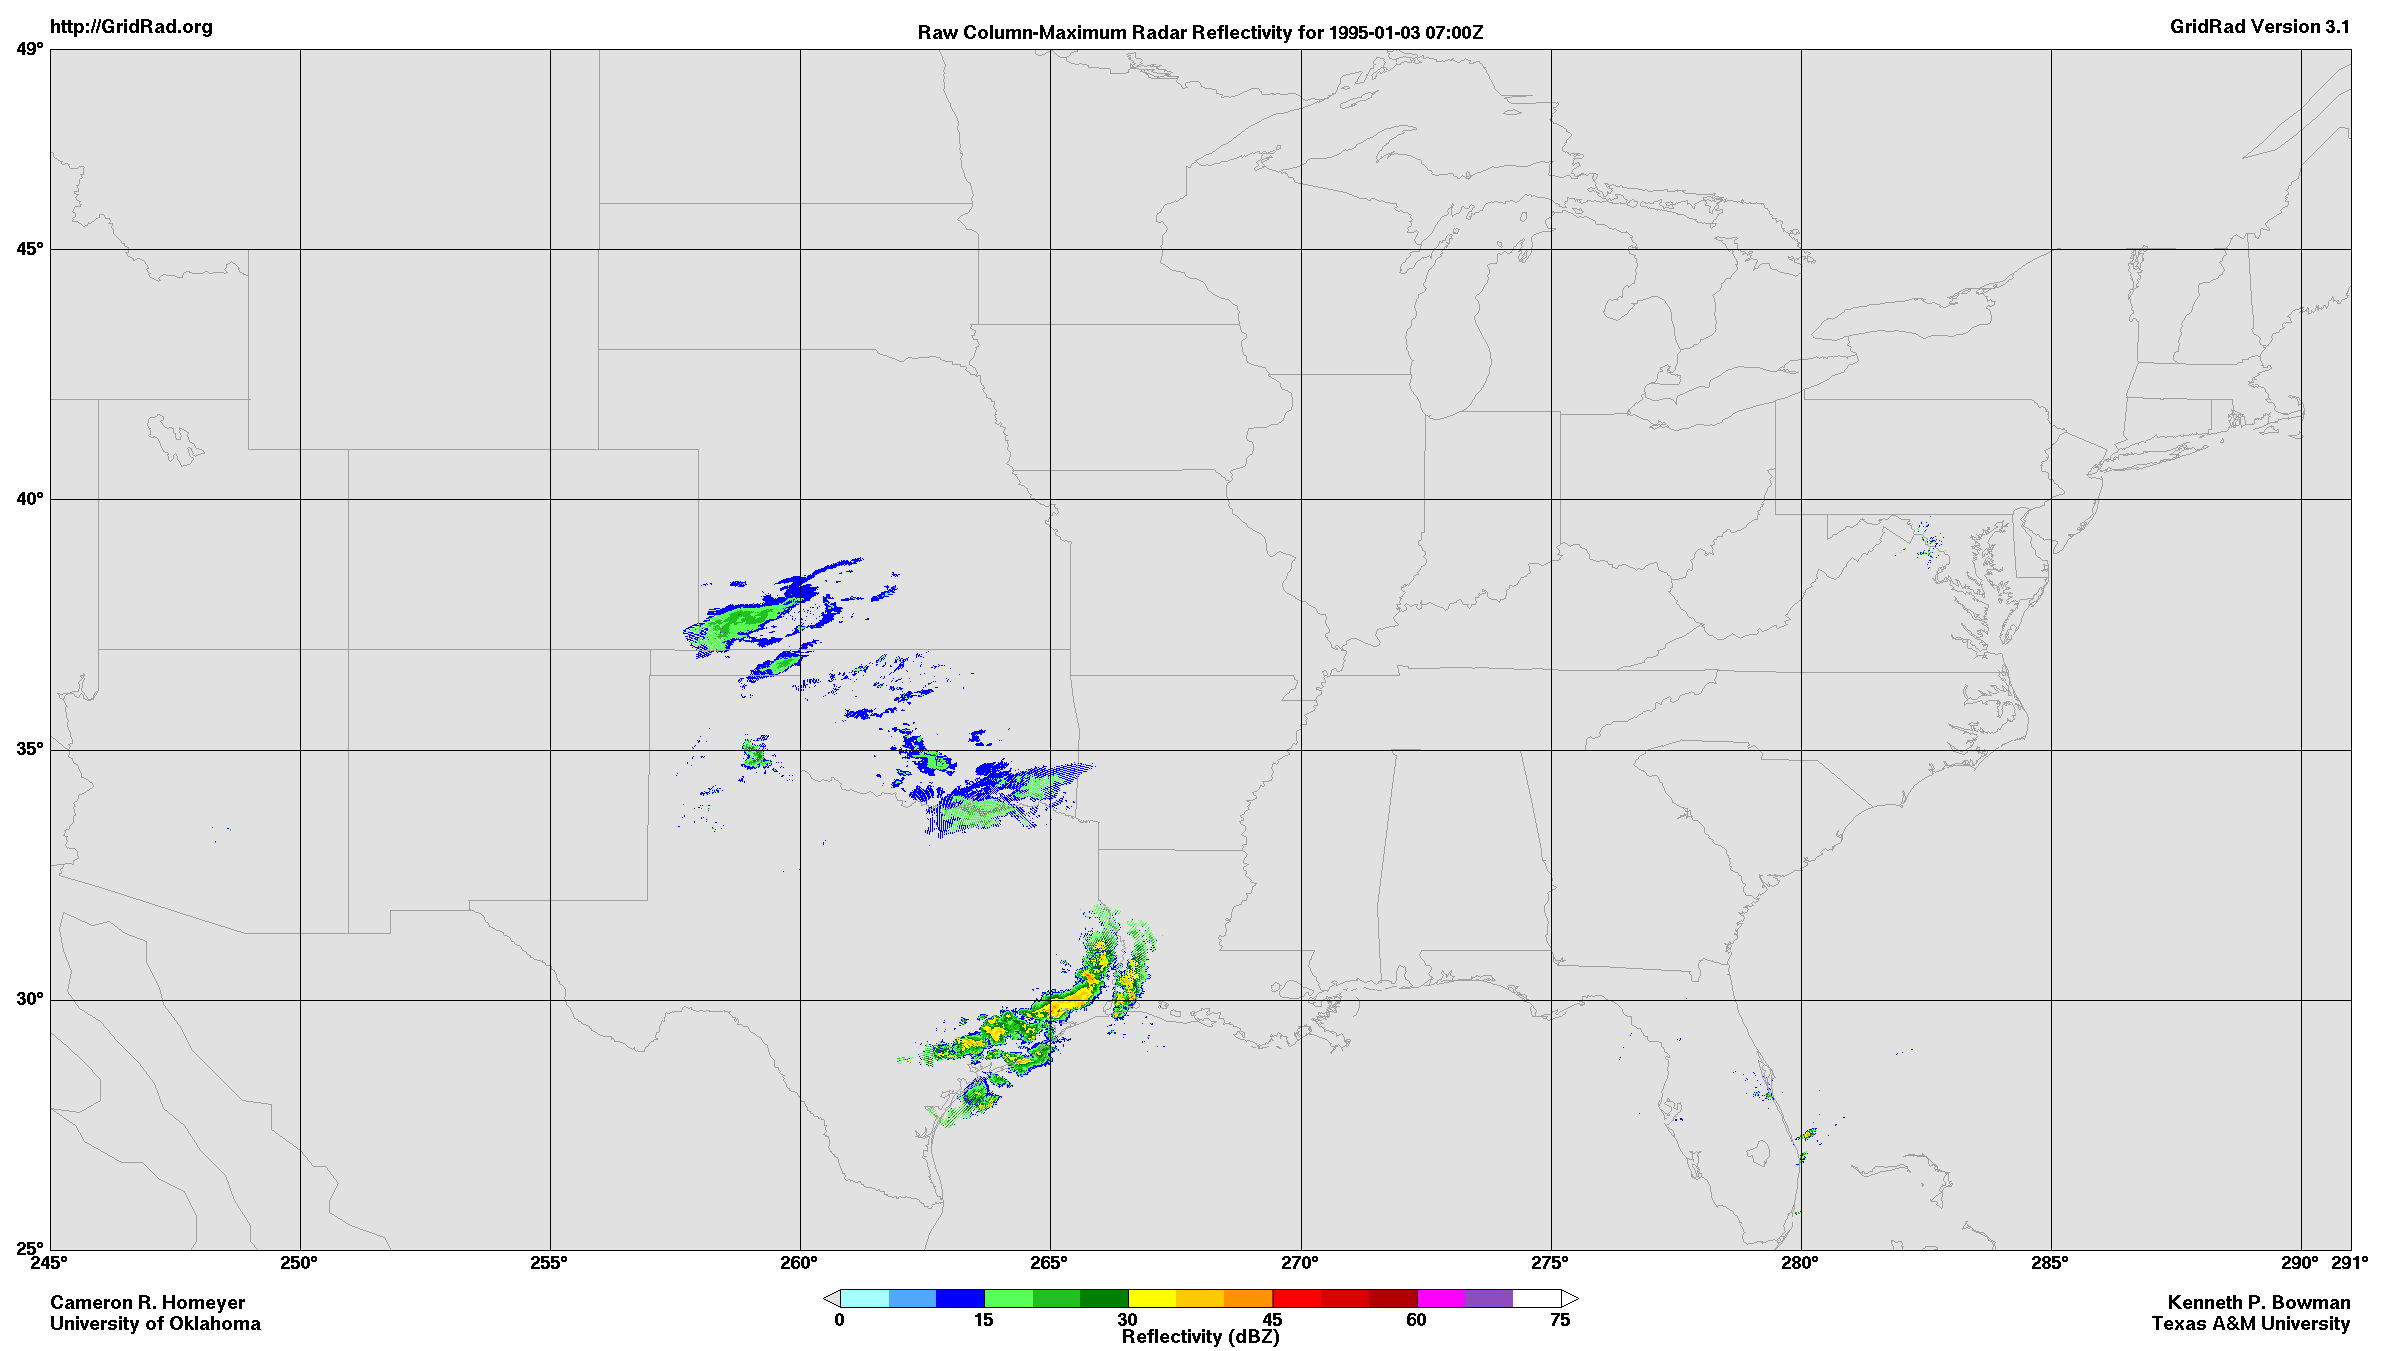 http://GridRad.org
Raw Column-Maximum Radar Reflectivity for 1995-01-03 07:00Z
GridRad Version 3.1
49°
45°
40°
35°
30°
25°
245°
250°
255°
260°
265°
270°
275°
280°
285°
290°
291°
0
15
30
45
60
75
Reflectivity (dBZ)
Cameron R. Homeyer
University of Oklahoma
Kenneth P. Bowman
Texas A&M University